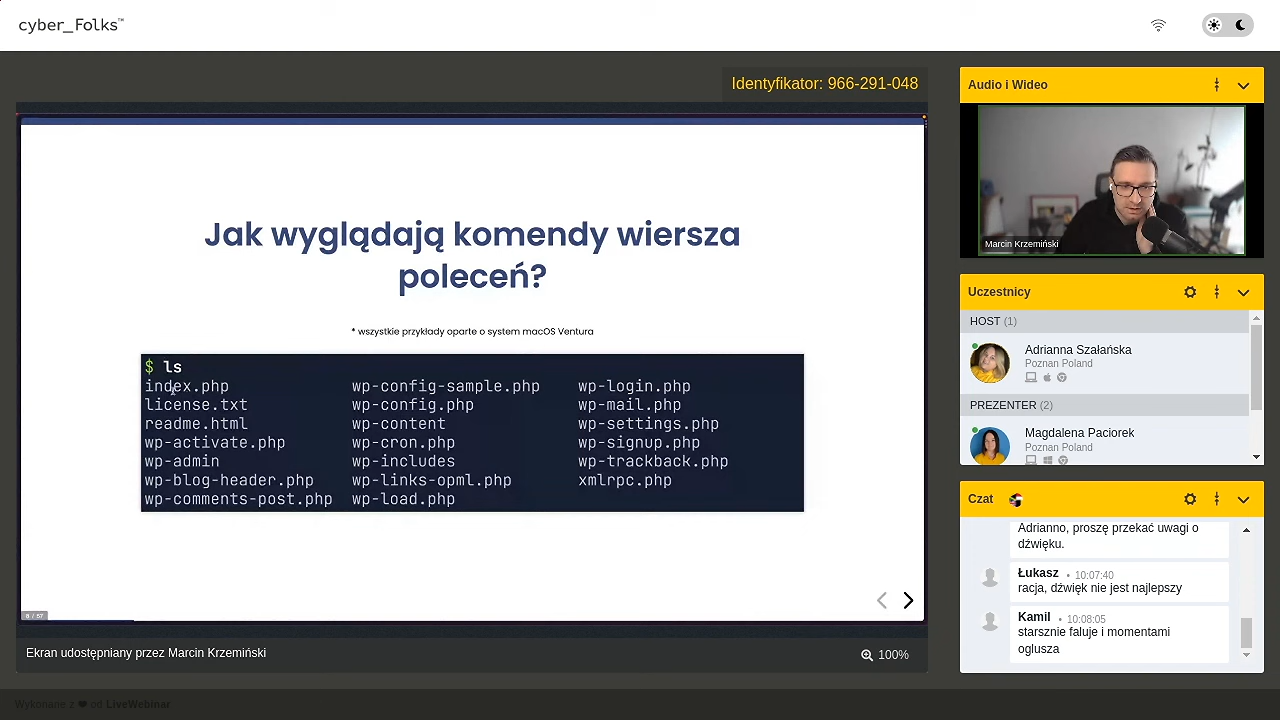 cyber_Folks™
Identyfikator: 966-291-048
Jak wyglądają komendy wiersza
poleceń?
* wszystkie przykłady oparte o system macOS Ventura
$ ls
index.php wp-config-sample.php wp-login.php
license.txt wp-config.php wp-mail.php
readme.html wp-content wp-settings.php
wp-activate.php wp-cron.php wp-signup.php
wp-admin wp-includes wp-trackback.php
wp-blog-header.php wp-links-opml.php xmlrpc.php
wp-comments-post.php wp-load.php
8 / 57
Ekran udostępniany przez Marcin Krzemiński
100%
Wykonane z ❤ od LiveWebinar
Audio i Wideo
Marcin Krzemiński
Uczestnicy
HOST (1)
Adrianna Szałańska
Poznan Poland
PREZENTER (2)
Magdalena Paciorek
Poznan Poland
Czat
Adrianno, proszę przekać uwagi o
dźwięku.
Łukasz • 10:07:40
racja, dźwięk nie jest najlepszy
Kamil • 10:08:05
starsznie faluje i momentami
oglusza